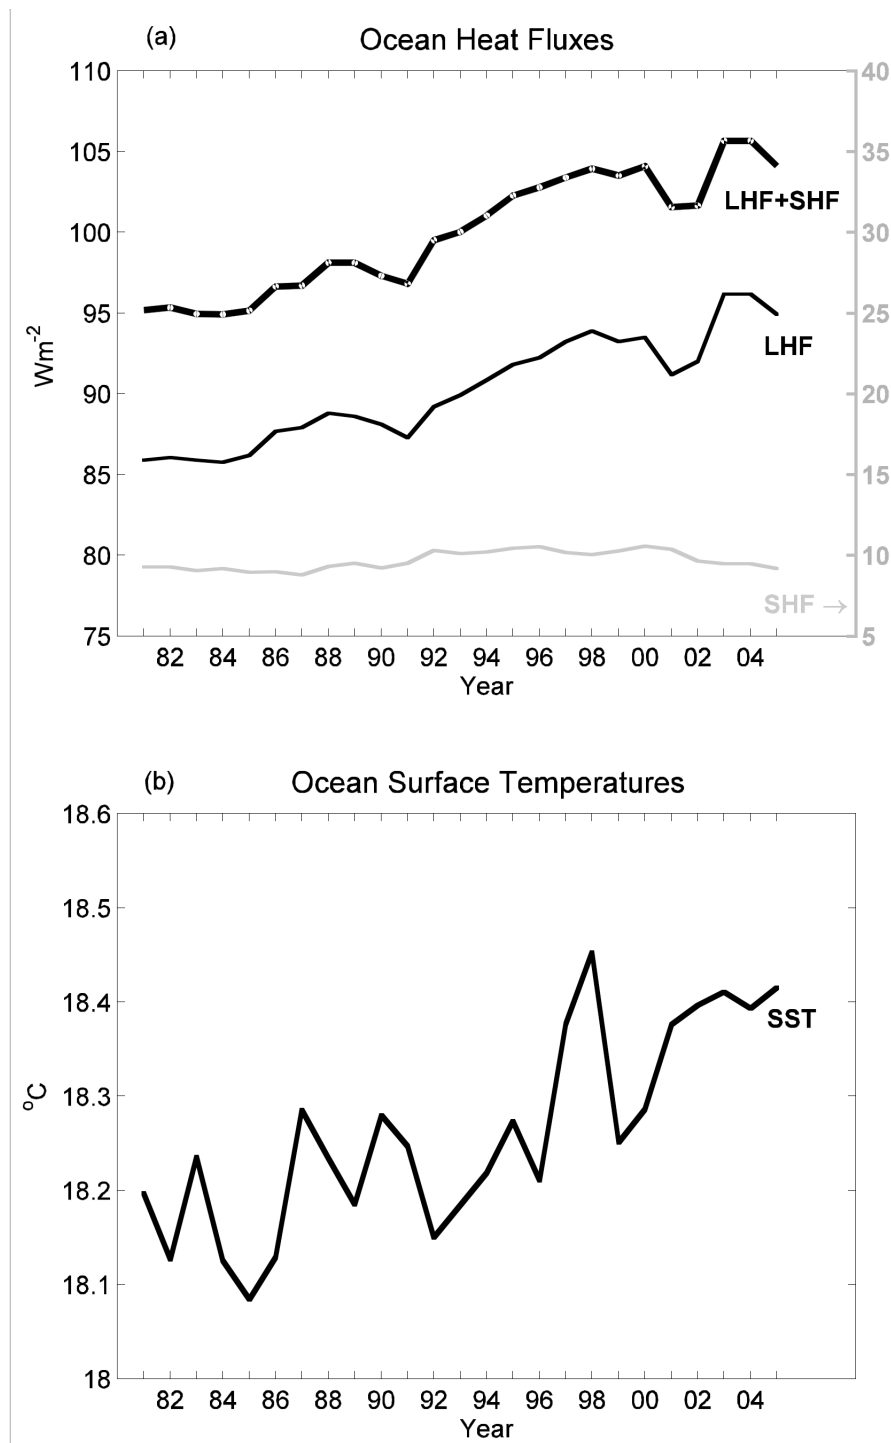 (a) Ocean Heat Fluxes
110
105
100
95
90
85
80
75
Wm-2
40
35
30
25
20
15
10
5
LHF+SHF
LHF
SHF →
82 84 86 88 90 92 94 96 98 00 02 04
Year
(b) Ocean Surface Temperatures
18.6
18.5
18.4
18.3
18.2
18.1
18
oC
SST
82 84 86 88 90 92 94 96 98 00 02 04
Year